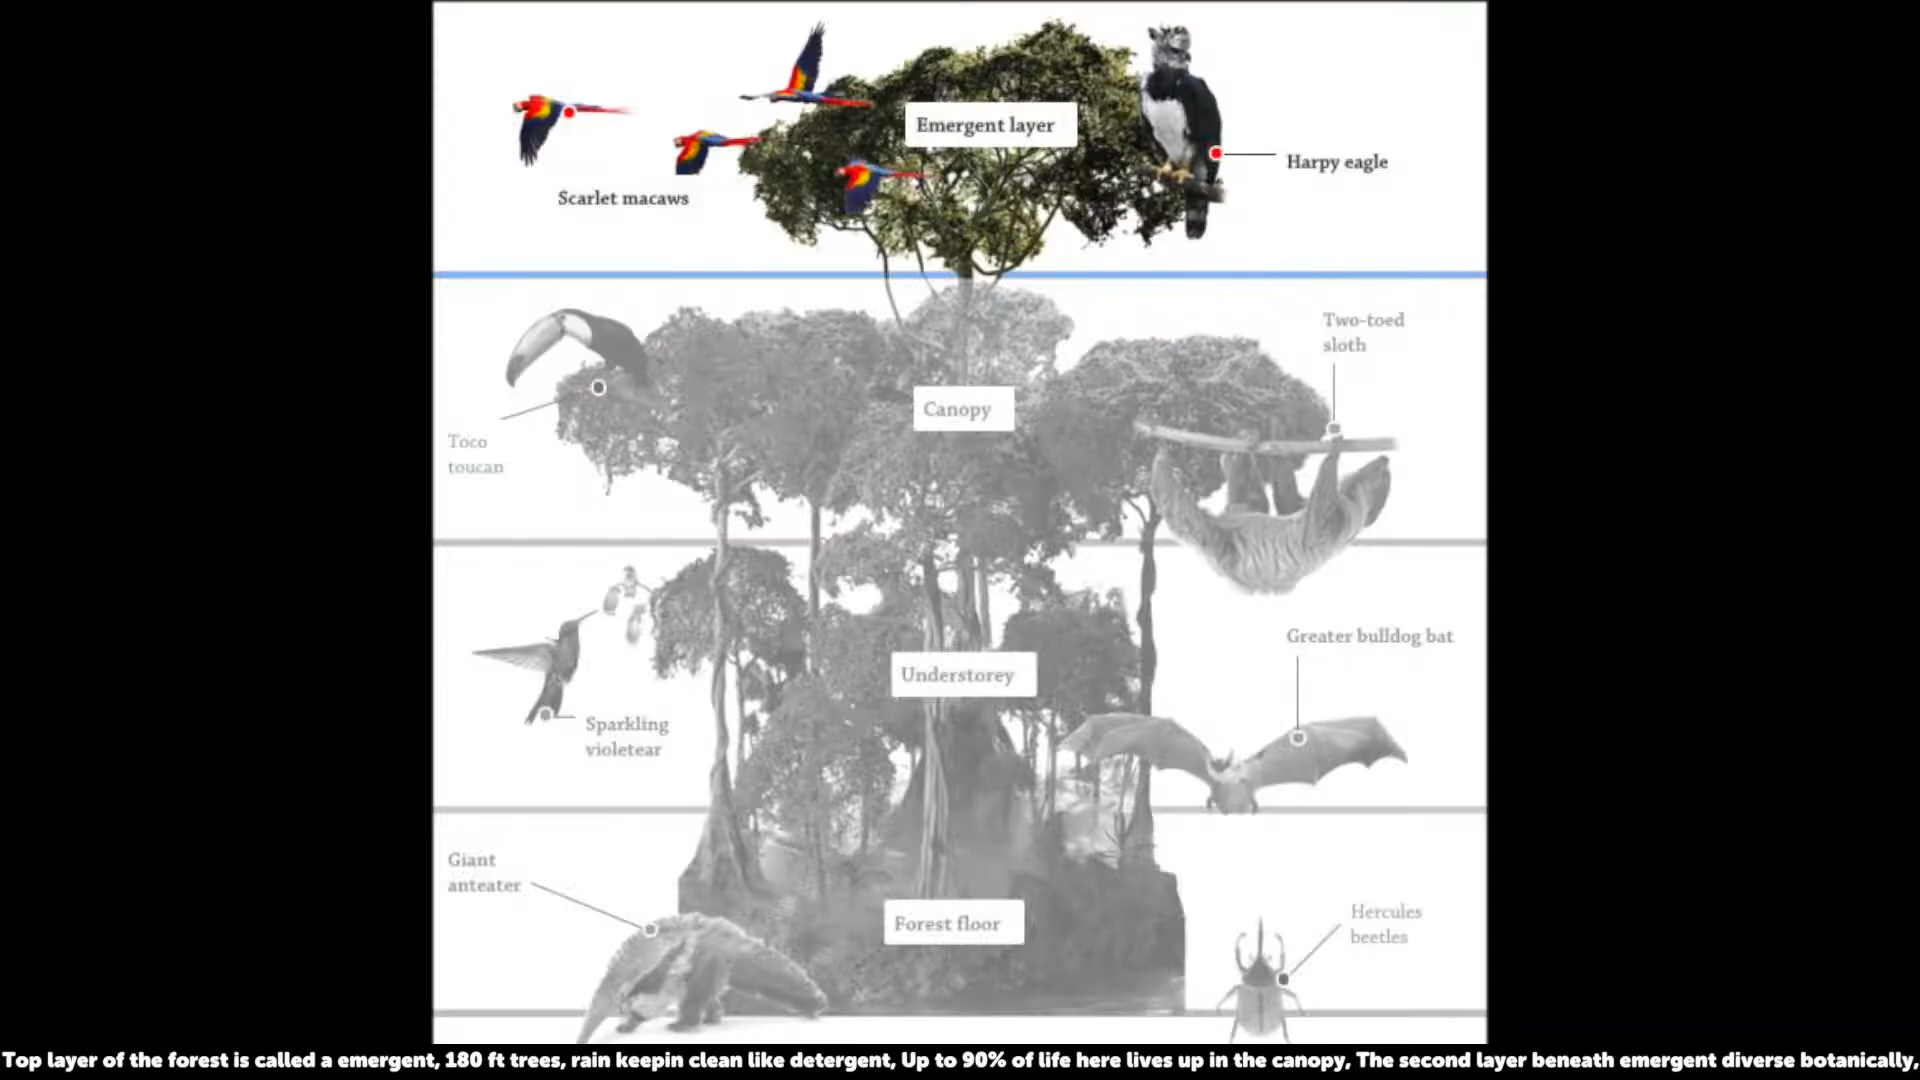 Emergent layer
Harpy eagle
Scarlet macaws
Two-toed
sloth
Canopy
Toco
toucan
Greater bulldog bat
Understorey
Sparkling
violetear
Giant
anteater
Forest floor
Hercules
beetles
Top layer of the forest is called a emergent, 180 ft trees, rain keepin clean like detergent, Up to 90% of life here lives up in the canopy, The second layer beneath emergent diverse botanically,